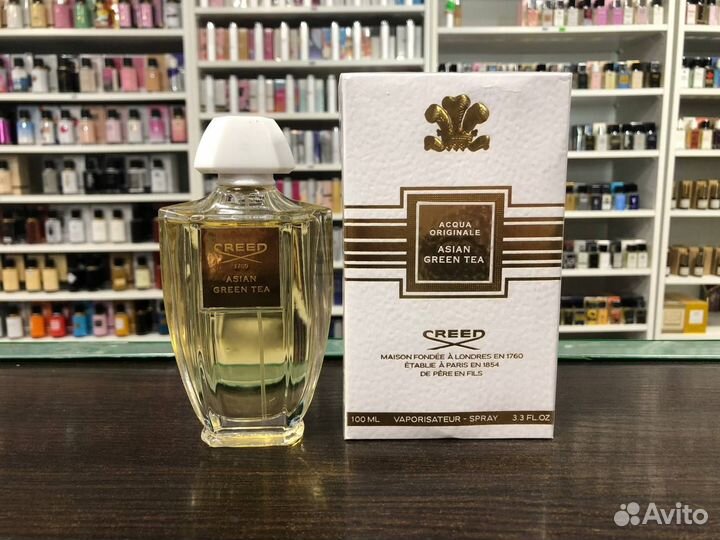 CREED
1760
ASIAN
GREEN TEA
ACQUA
ORIGINALE
ASIAN
GREEN TEA
CREED
MAISON FONDÉE À LONDRES EN 1760
ÉTABLIE À PARIS EN 1854
DE PÈRE EN FILS
100 ML VAPORISATEUR - SPRAY 3.3 FL.OZ
Avito